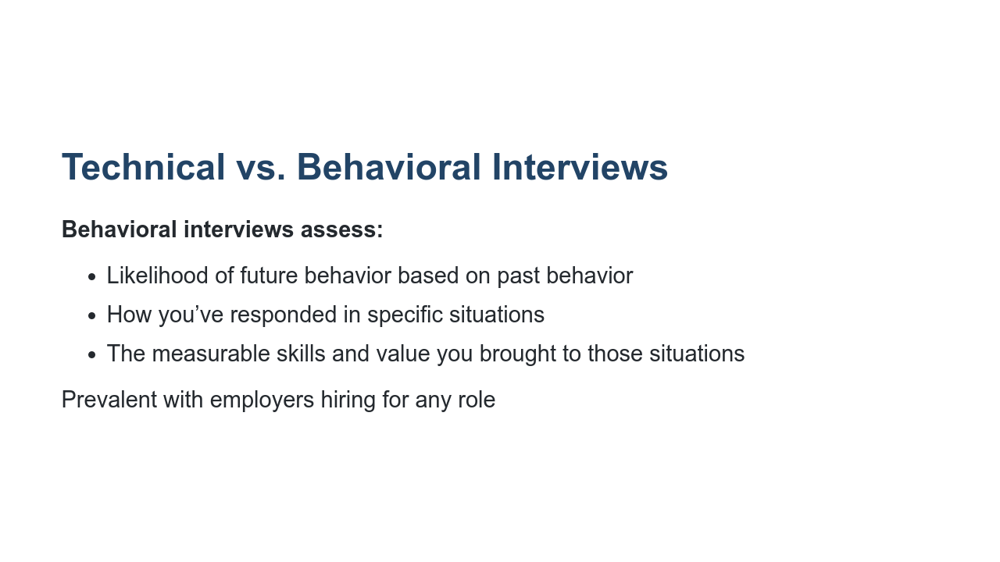 Technical vs. Behavioral Interviews
Behavioral interviews assess:
• Likelihood of future behavior based on past behavior
• How you’ve responded in specific situations
• The measurable skills and value you brought to those situations
Prevalent with employers hiring for any role